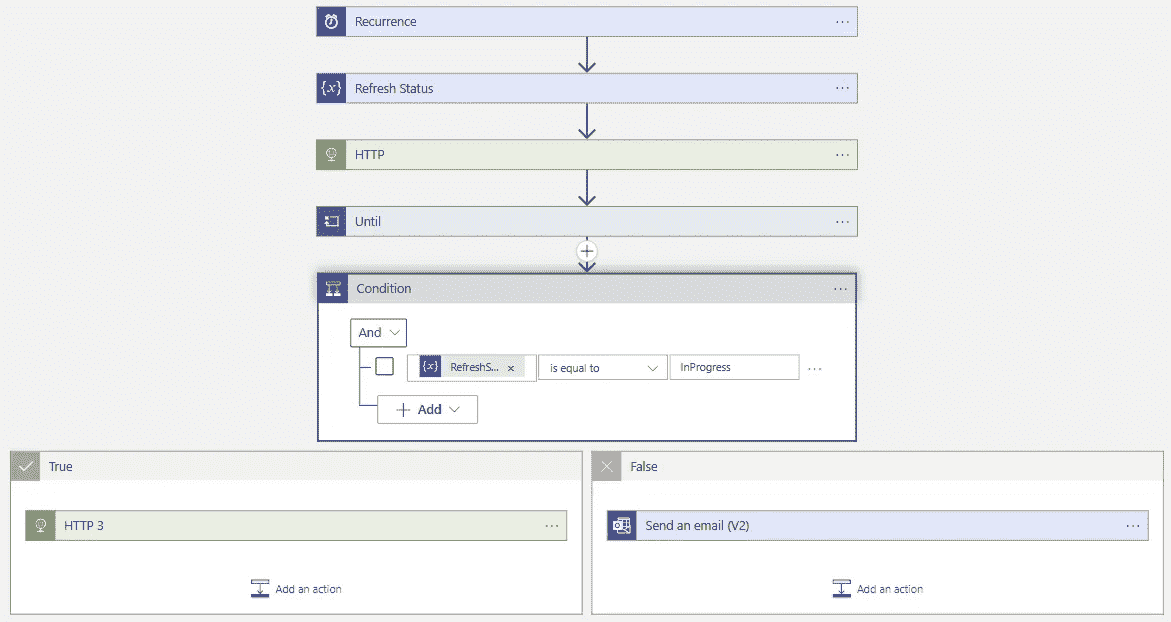 Recurrence
{x} Refresh Status
HTTP
Until
Condition
And
{x} RefreshS... × is equal to InProgress
Add
True
HTTP 3
Add an action
False
Send an email (V2)
Add an action